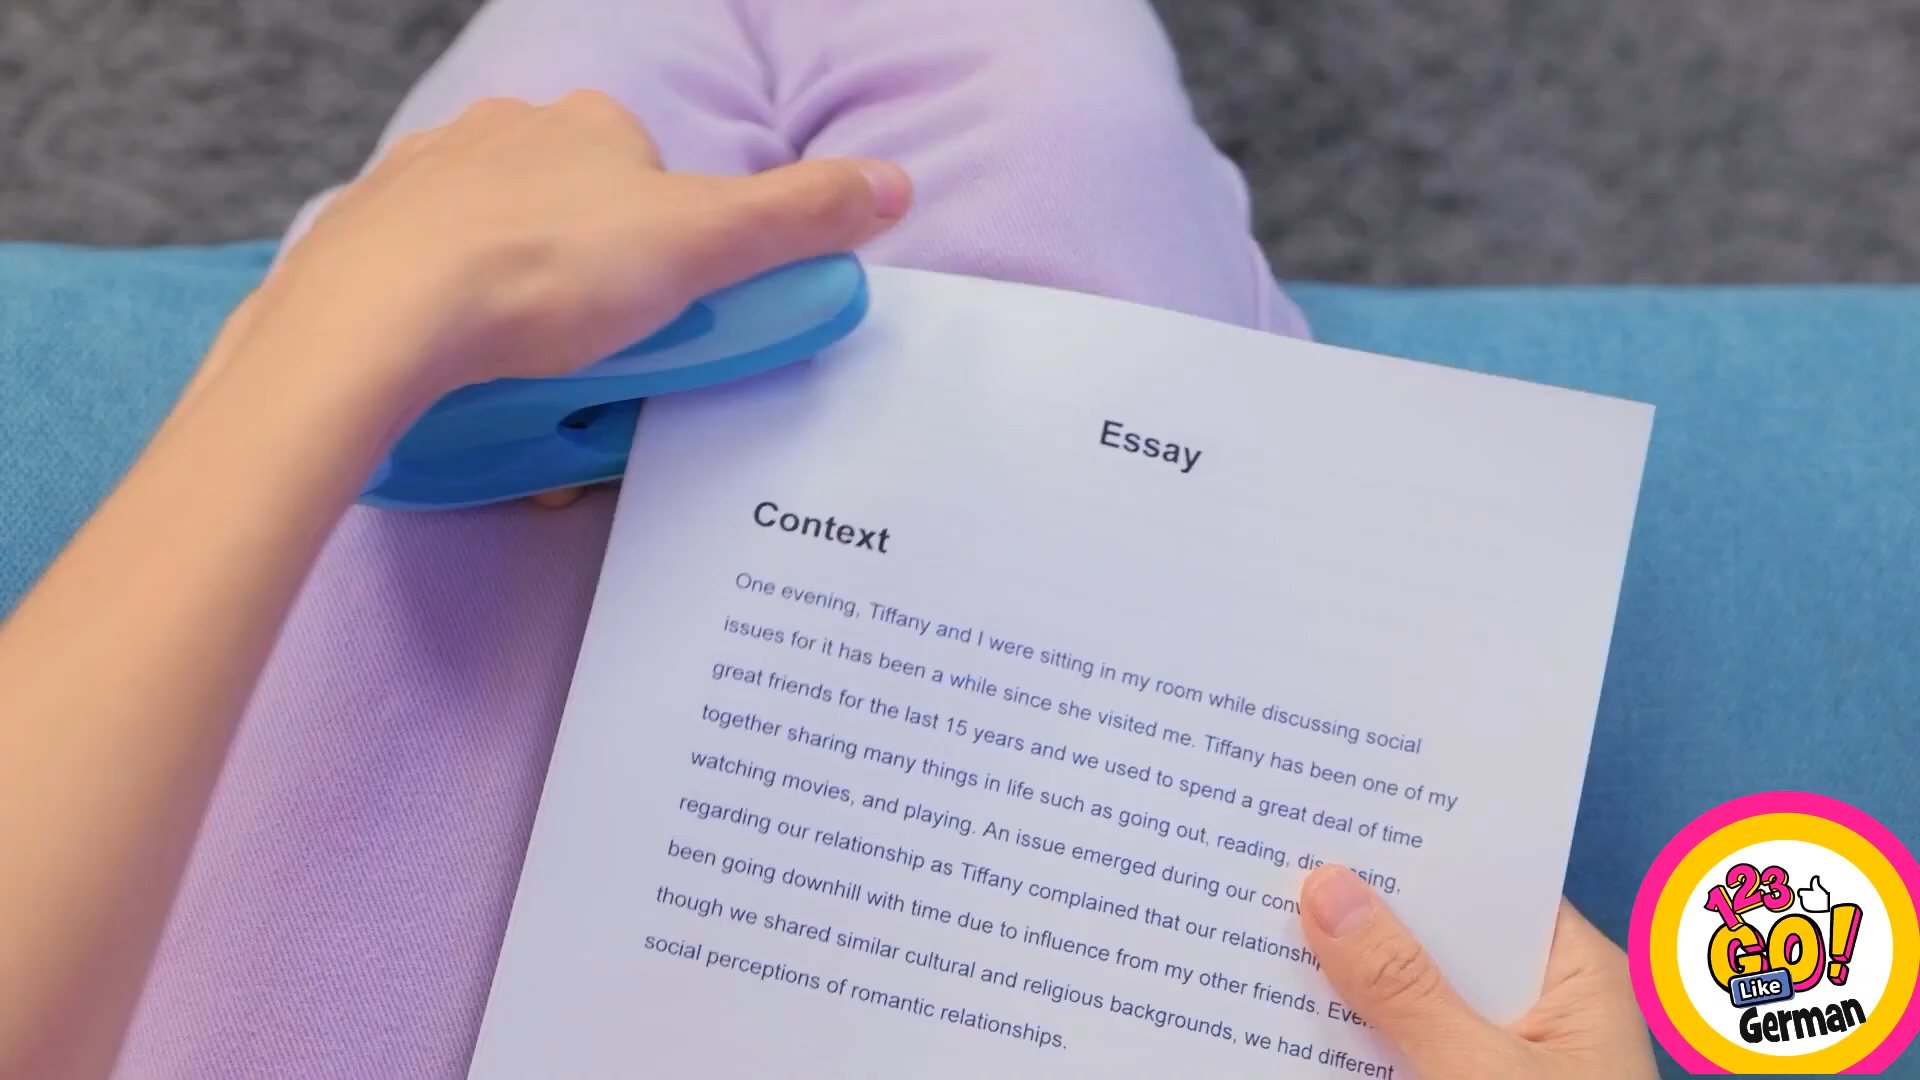 Essay
Context
One evening, Tiffany and I were sitting in my room while discussing social
issues for it has been a while since she visited me. Tiffany has been one of my
great friends for the last 15 years and we used to spend a great deal of time
together sharing many things in life such as going out, reading,
watching movies, and playing. An issue emerged during our
regarding our relationship as Tiffany complained that our
been going downhill with time due to influence from my other friends.
though we shared similar cultural and religious backgrounds, we had different
social perceptions of romantic relationships.
123
GO!
Like
German